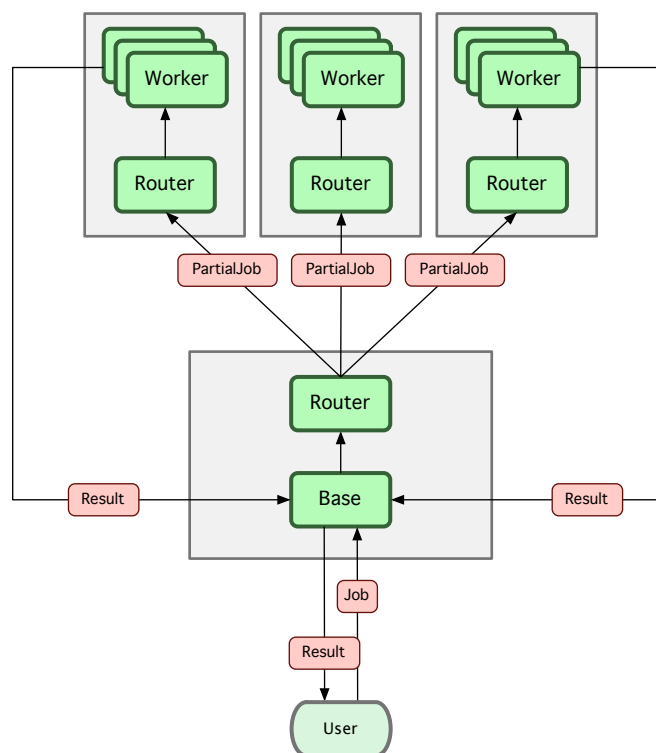 Worker
Worker
Worker
Router
Router
Router
PartialJob
PartialJob
PartialJob
Router
Result
Base
Result
Job
Result
User